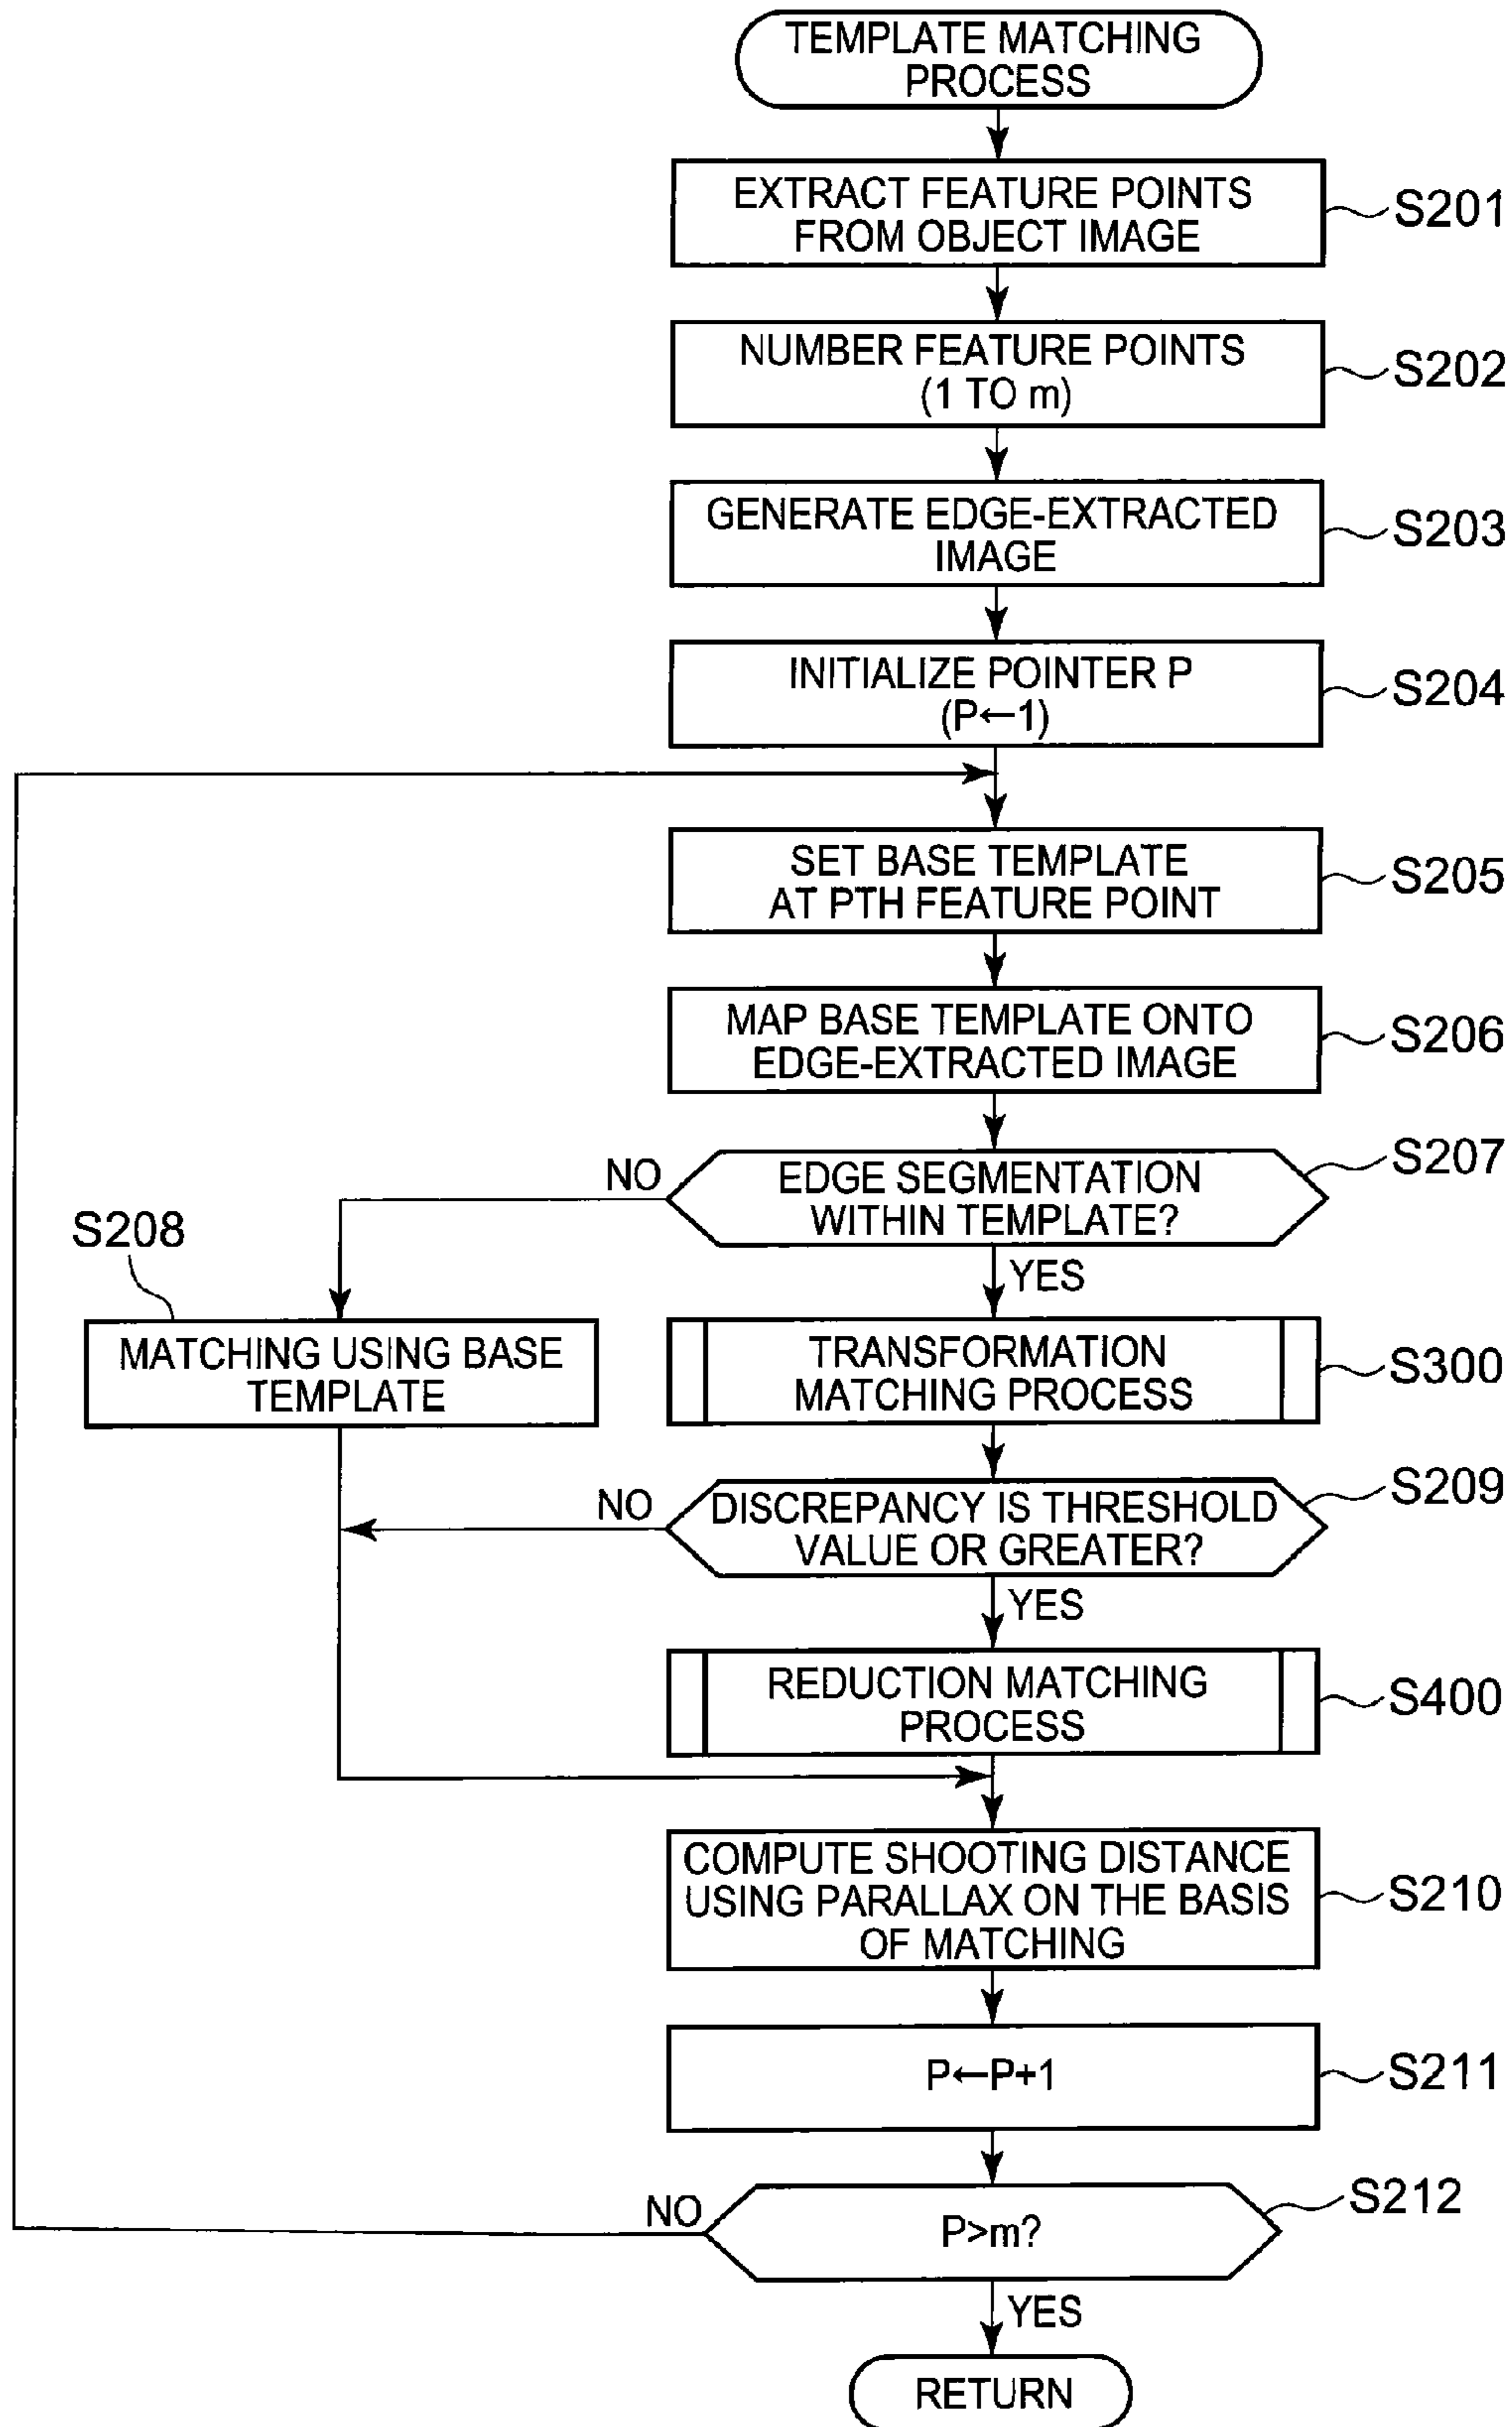 TEMPLATE MATCHING
PROCESS
EXTRACT FEATURE POINTS
FROM OBJECT IMAGE
S201
NUMBER FEATURE POINTS
(1 TO m)
S202
GENERATE EDGE-EXTRACTED
IMAGE
S203
INITIALIZE POINTER P
(P←1)
S204
SET BASE TEMPLATE
AT PTH FEATURE POINT
S205
MAP BASE TEMPLATE ONTO
EDGE-EXTRACTED IMAGE
S206
EDGE SEGMENTATION
WITHIN TEMPLATE?
S207
NO
YES
S208
MATCHING USING BASE
TEMPLATE
TRANSFORMATION
MATCHING PROCESS
S300
DISCREPANCY IS THRESHOLD
VALUE OR GREATER?
S209
NO
YES
REDUCTION MATCHING
PROCESS
S400
COMPUTE SHOOTING DISTANCE
USING PARALLAX ON THE BASIS
OF MATCHING
S210
P←P+1
S211
P>m?
S212
NO
YES
RETURN